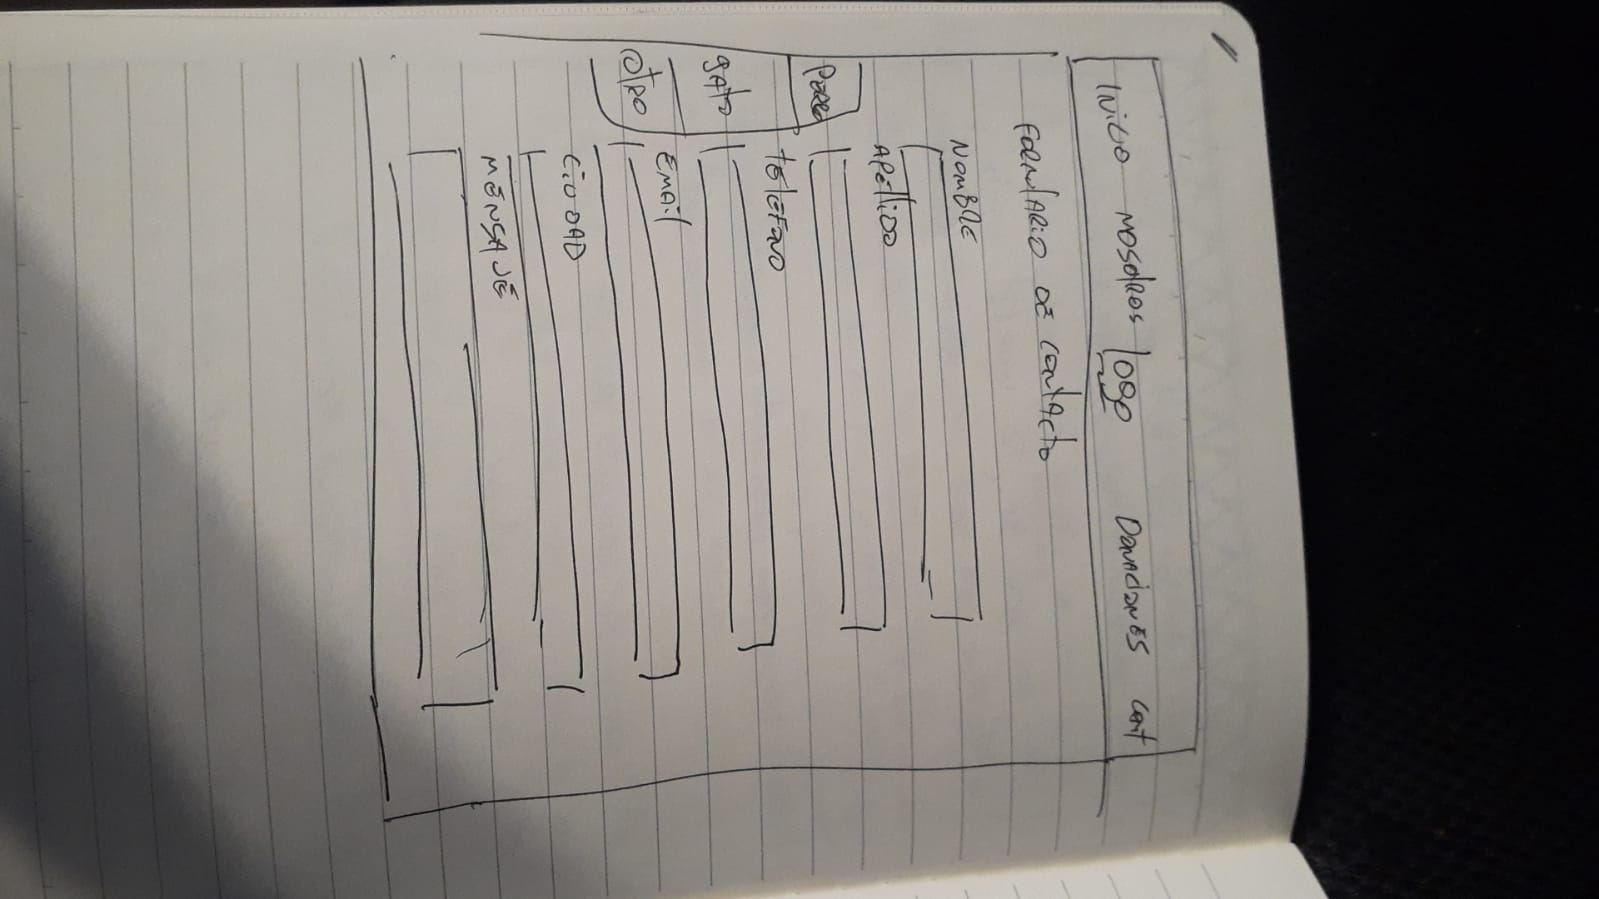 INICIO NOSOtROS logo DONACIONES CONt
FORMULARIO DE CONtACto
NOMBRE
APELLIDO
PERRO
tELEFONO
gAto
EMAIL
OtRO
CIUDAD
MENSAJE